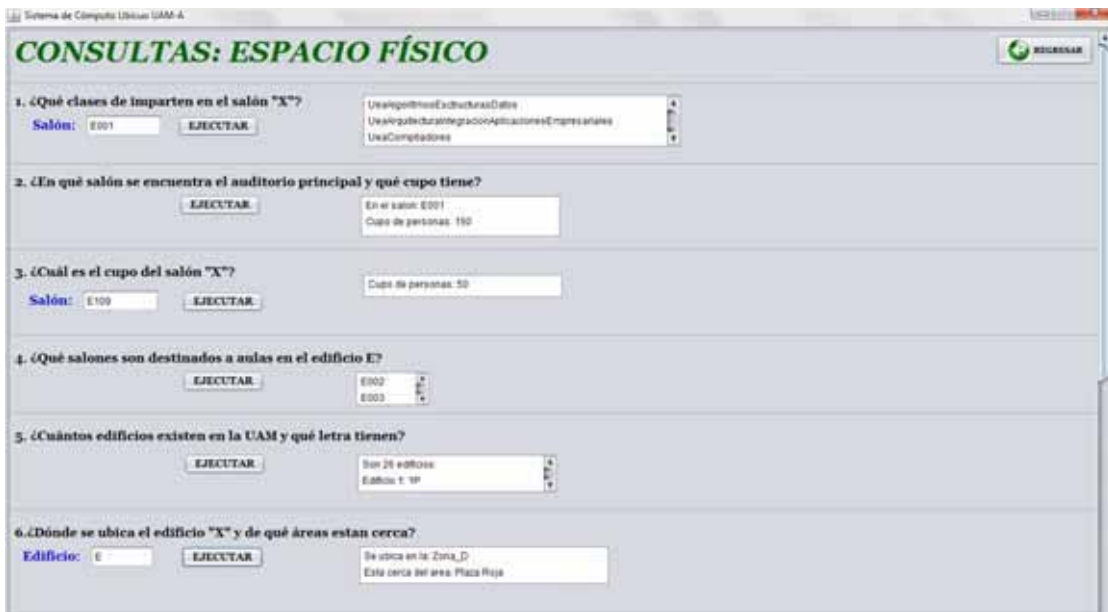 Sistema de Cómputo Ubicuo UAM-A
CONSULTAS: ESPACIO FÍSICO
REGRESAR
1. ¿Qué clases de imparten en el salón "X"?
Salón: E001 EJECUTAR
UeaAlgoritmosEsctructurasDatos
UeaArquitecturaIntegracionAplicacionesEmpresariales
UeaCompiladores
2. ¿En qué salón se encuentra el auditorio principal y qué cupo tiene?
EJECUTAR
En el salon: E001
Cupo de personas: 150
3. ¿Cuál es el cupo del salón "X"?
Salón: E109 EJECUTAR
Cupo de personas: 50
4. ¿Qué salones son destinados a aulas en el edificio E?
EJECUTAR
E002
E003
5. ¿Cuántos edificios existen en la UAM y qué letra tienen?
EJECUTAR
Son 26 edificios
Edificio 1: 1P
6.¿Dónde se ubica el edificio "X" y de qué áreas estan cerca?
Edificio: E EJECUTAR
Se ubica en la: Zona_D
Esta cerca del area: Plaza Roja